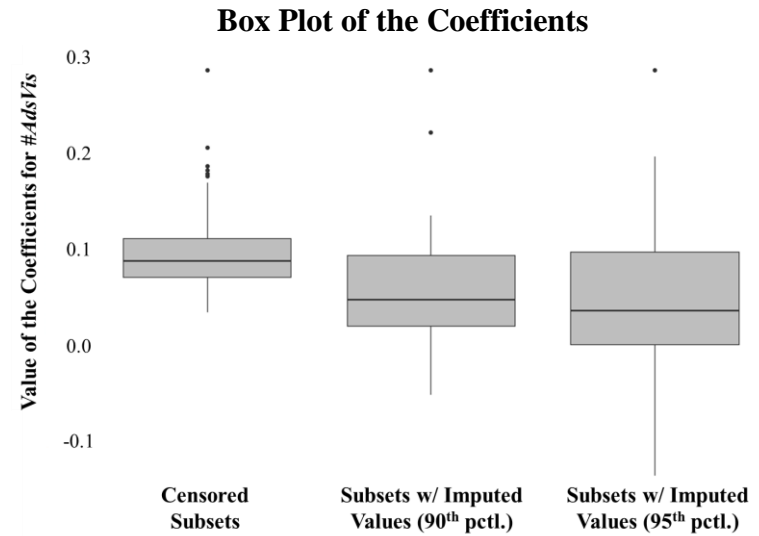 Box Plot of the Coefficients
Value of the Coefficients for #AdsVis
0.3
0.2
0.1
0.0
-0.1
Censored
Subsets
Subsets w/ Imputed
Values (90th pctl.)
Subsets w/ Imputed
Values (95th pctl.)